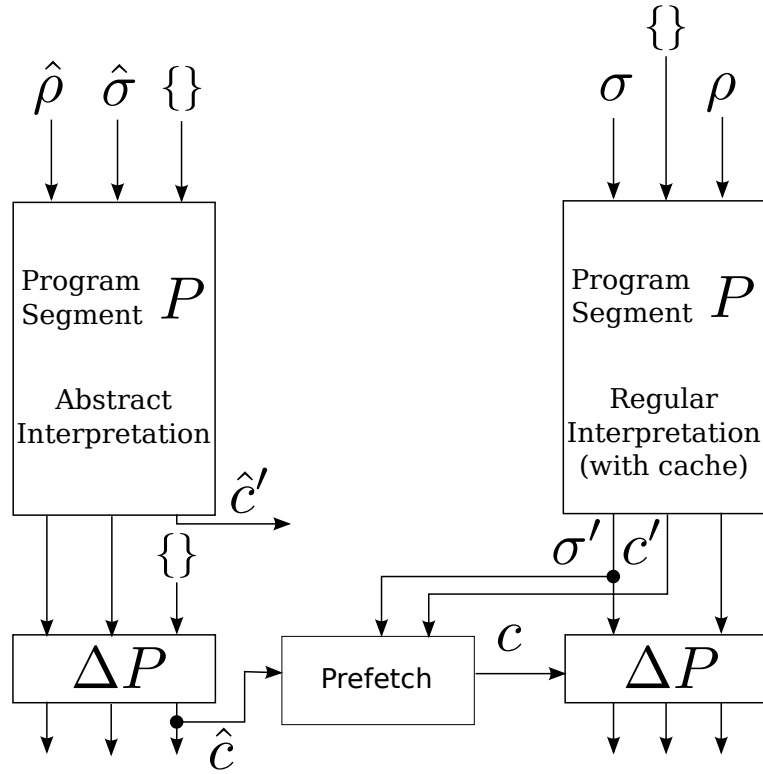 {}
ρ̂ σ̂ {}
σ ρ
Program
Segment P
Abstract
Interpretation
Program
Segment P
Regular
Interpretation
(with cache)
ĉ′
{}
σ′ c′
ΔP
Prefetch
c
ΔP
ĉ